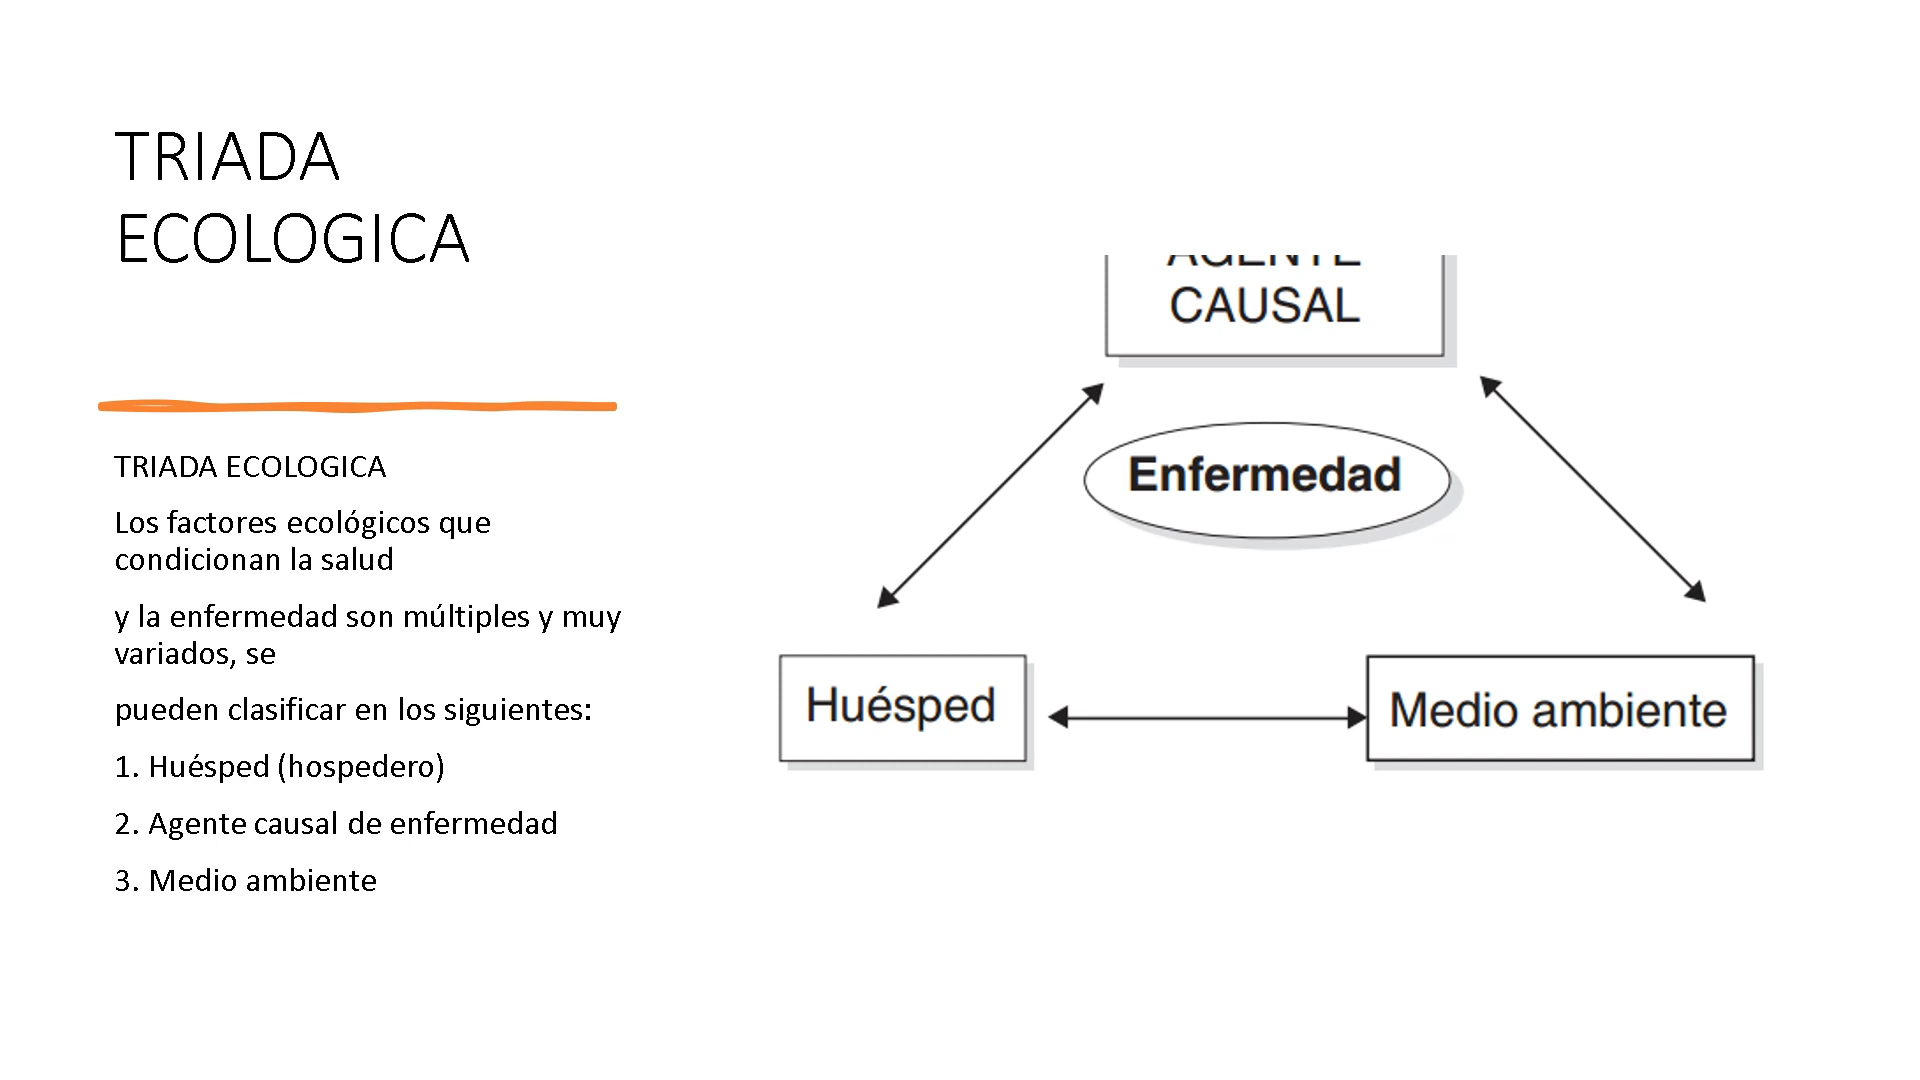 TRIADA
ECOLOGICA
TRIADA ECOLOGICA
Los factores ecológicos que
condicionan la salud
y la enfermedad son múltiples y muy
variados, se
pueden clasificar en los siguientes:
1. Huésped (hospedero)
2. Agente causal de enfermedad
3. Medio ambiente
AGENTE
CAUSAL
Enfermedad
Huésped
Medio ambiente